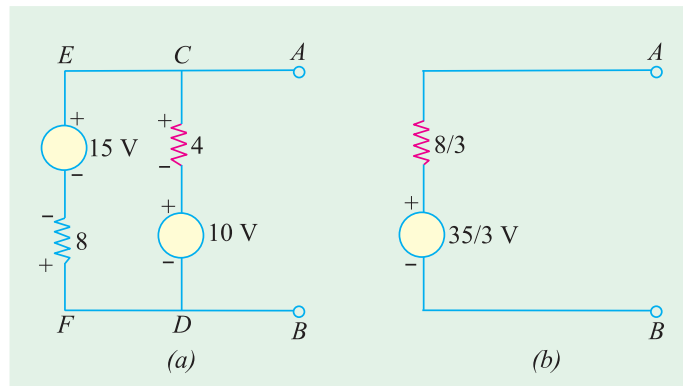 E C A
+ 15 V -
- 8 +
F D B
+ 4 -
+ 10 V -
(a)
A
8/3
+ 35/3 V -
B
(b)